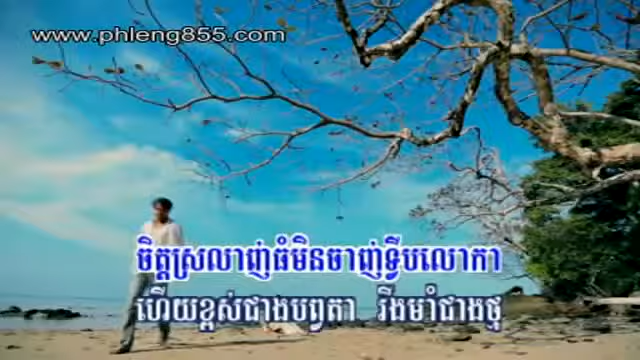 www.phleng855.com
ចិត្តស្រលាញ់ធំមិនចាញ់ទ្វីបលោកា
ហើយខ្ពស់ជាងបព្វតា រឹងមាំជាងថ្ម